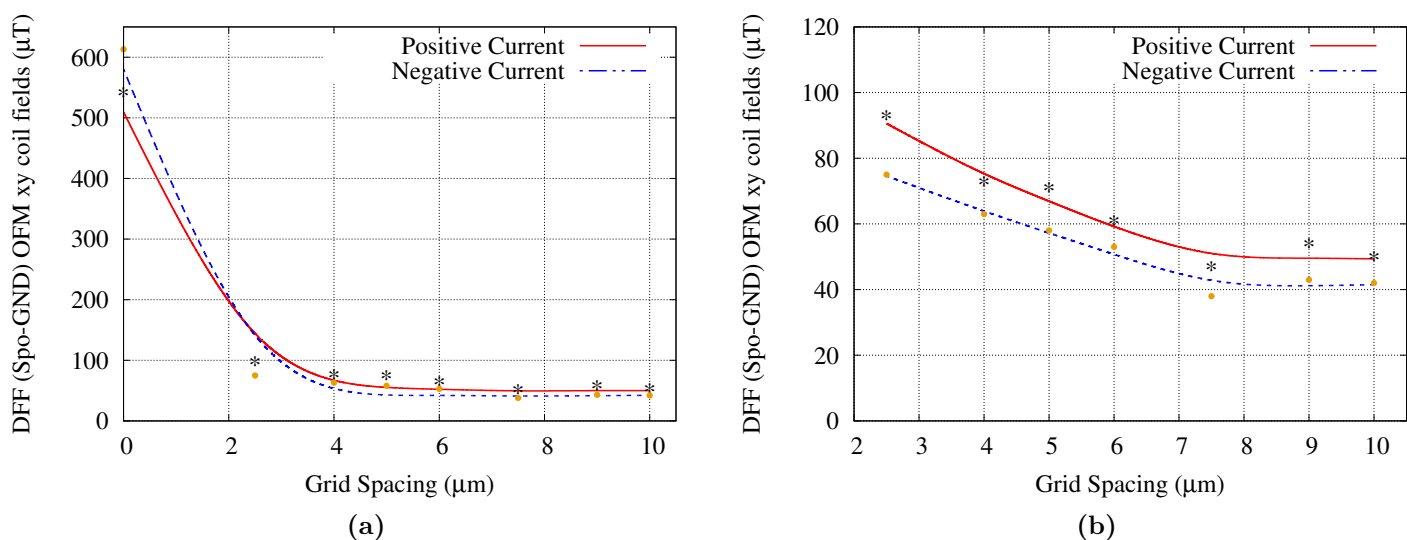 DFF (Spo-GND) OFM xy coil fields (µT)
600
500
400
300
200
100
0
Positive Current
Negative Current
0 2 4 6 8 10
Grid Spacing (µm)
(a)
DFF (Spo-GND) OFM xy coil fields (µT)
120
100
80
60
40
20
0
Positive Current
Negative Current
2 3 4 5 6 7 8 9 10
Grid Spacing (µm)
(b)